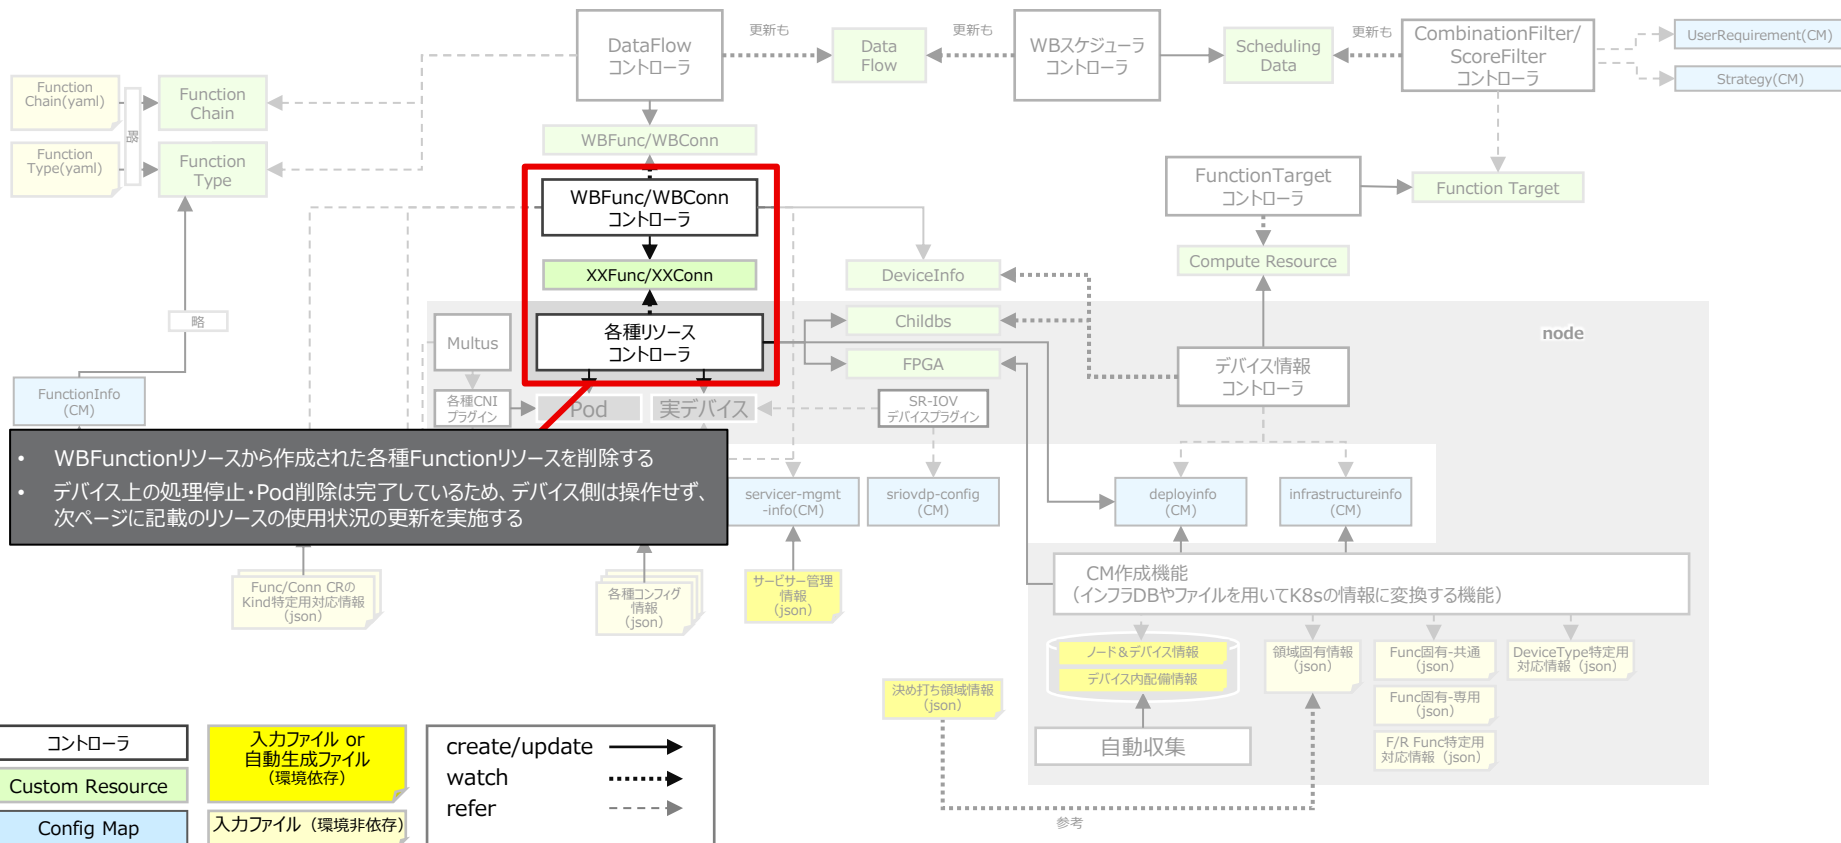 DataFlow
コントローラ
更新も
Data
Flow
更新も
WBスケジューラ
コントローラ
Scheduling
Data
更新も
CombinationFilter/
ScoreFilter
コントローラ
UserRequirement(CM)
Strategy(CM)
Function
Chain(yaml)
Function
Chain
略
Function
Type(yaml)
Function
Type
WBFunc/WBConn
WBFunc/WBConn
コントローラ
FunctionTarget
コントローラ
Function Target
XXFunc/XXConn
DeviceInfo
Compute Resource
略
Multus
各種リソース
コントローラ
Childbs
FPGA
node
デバイス情報
コントローラ
FunctionInfo
(CM)
各種CNI
プラグイン
Pod
実デバイス
SR-IOV
デバイスプラグイン
• WBFunctionリソースから作成された各種Functionリソースを削除する
• デバイス上の処理停止・Pod削除は完了しているため、デバイス側は操作せず、
次ページに記載のリソースの使用状況の更新を実施する
servicer-mgmt
-info(CM)
sriovdp-config
(CM)
deployinfo
(CM)
infrastructureinfo
(CM)
Func/Conn CRの
Kind特定用対応情報
(json)
各種コンフィグ
情報
(json)
サービサー管理
情報
(json)
CM作成機能
（インフラDBやファイルを用いてK8sの情報に変換する機能）
ノード＆デバイス情報
デバイス内配備情報
領域固有情報
(json)
Func固有-共通
(json)
DeviceType特定用
対応情報（json）
決め打ち領域情報
(json)
Func固有-専用
(json)
自動収集
F/R Func特定用
対応情報（json）
参考
コントローラ
Custom Resource
Config Map
入力ファイル or
自動生成ファイル
（環境依存）
入力ファイル（環境非依存）
create/update
watch
refer